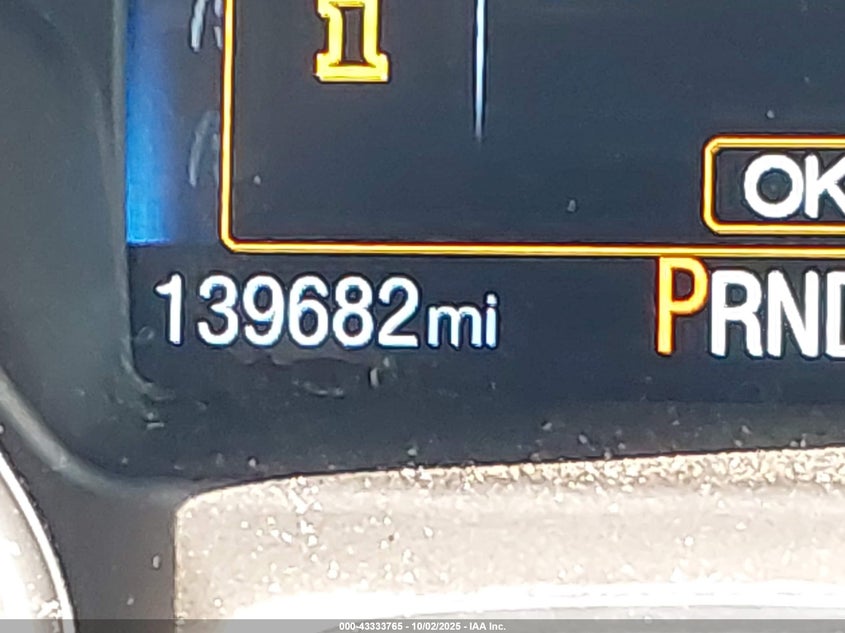 i
OK
139682mi PRND
000-43333765 - 10/02/2025 - IAA Inc.